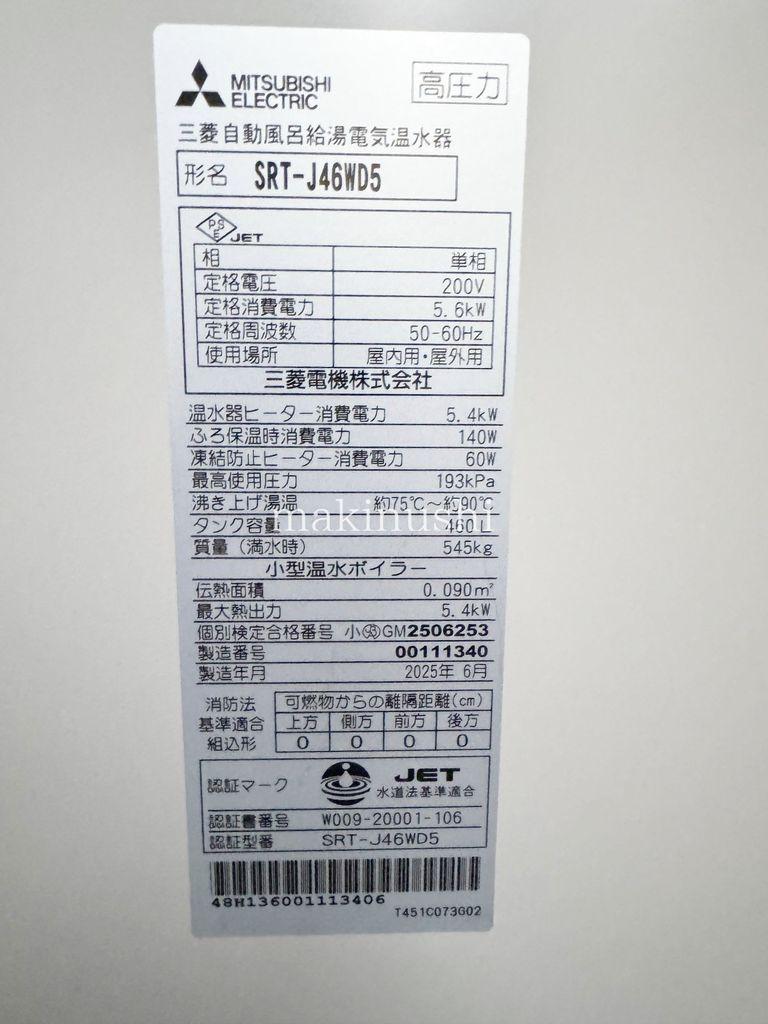 MITSUBISHI
ELECTRIC
高圧力
三菱自動風呂給湯電気温水器
形名 SRT-J46WD5
PSE JET
相 単相
定格電圧 200V
定格消費電力 5.6kW
定格周波数 50-60Hz
使用場所 屋内用・屋外用
三菱電機株式会社
温水器ヒーター消費電力 5.4kW
ふろ保温時消費電力 140W
凍結防止ヒーター消費電力 60W
最高使用圧力 193kPa
沸き上げ湯温 約75℃～約90℃
makinushi
タンク容量 460L
質量（満水時） 545kg
小型温水ボイラー
伝熱面積 0.090㎡
最大熱出力 5.4kW
個別検定合格番号 小 GM2506253
製造番号 00111340
製造年月 2025年 6月
消防法
基準適合
組込形
可燃物からの離隔距離(cm)
上方 側方 前方 後方
0 0 0 0
認証マーク JET
水道法基準適合
認証書番号 W009-20001-106
認証型番 SRT-J46WD5
48H136001113406
T451C073G02